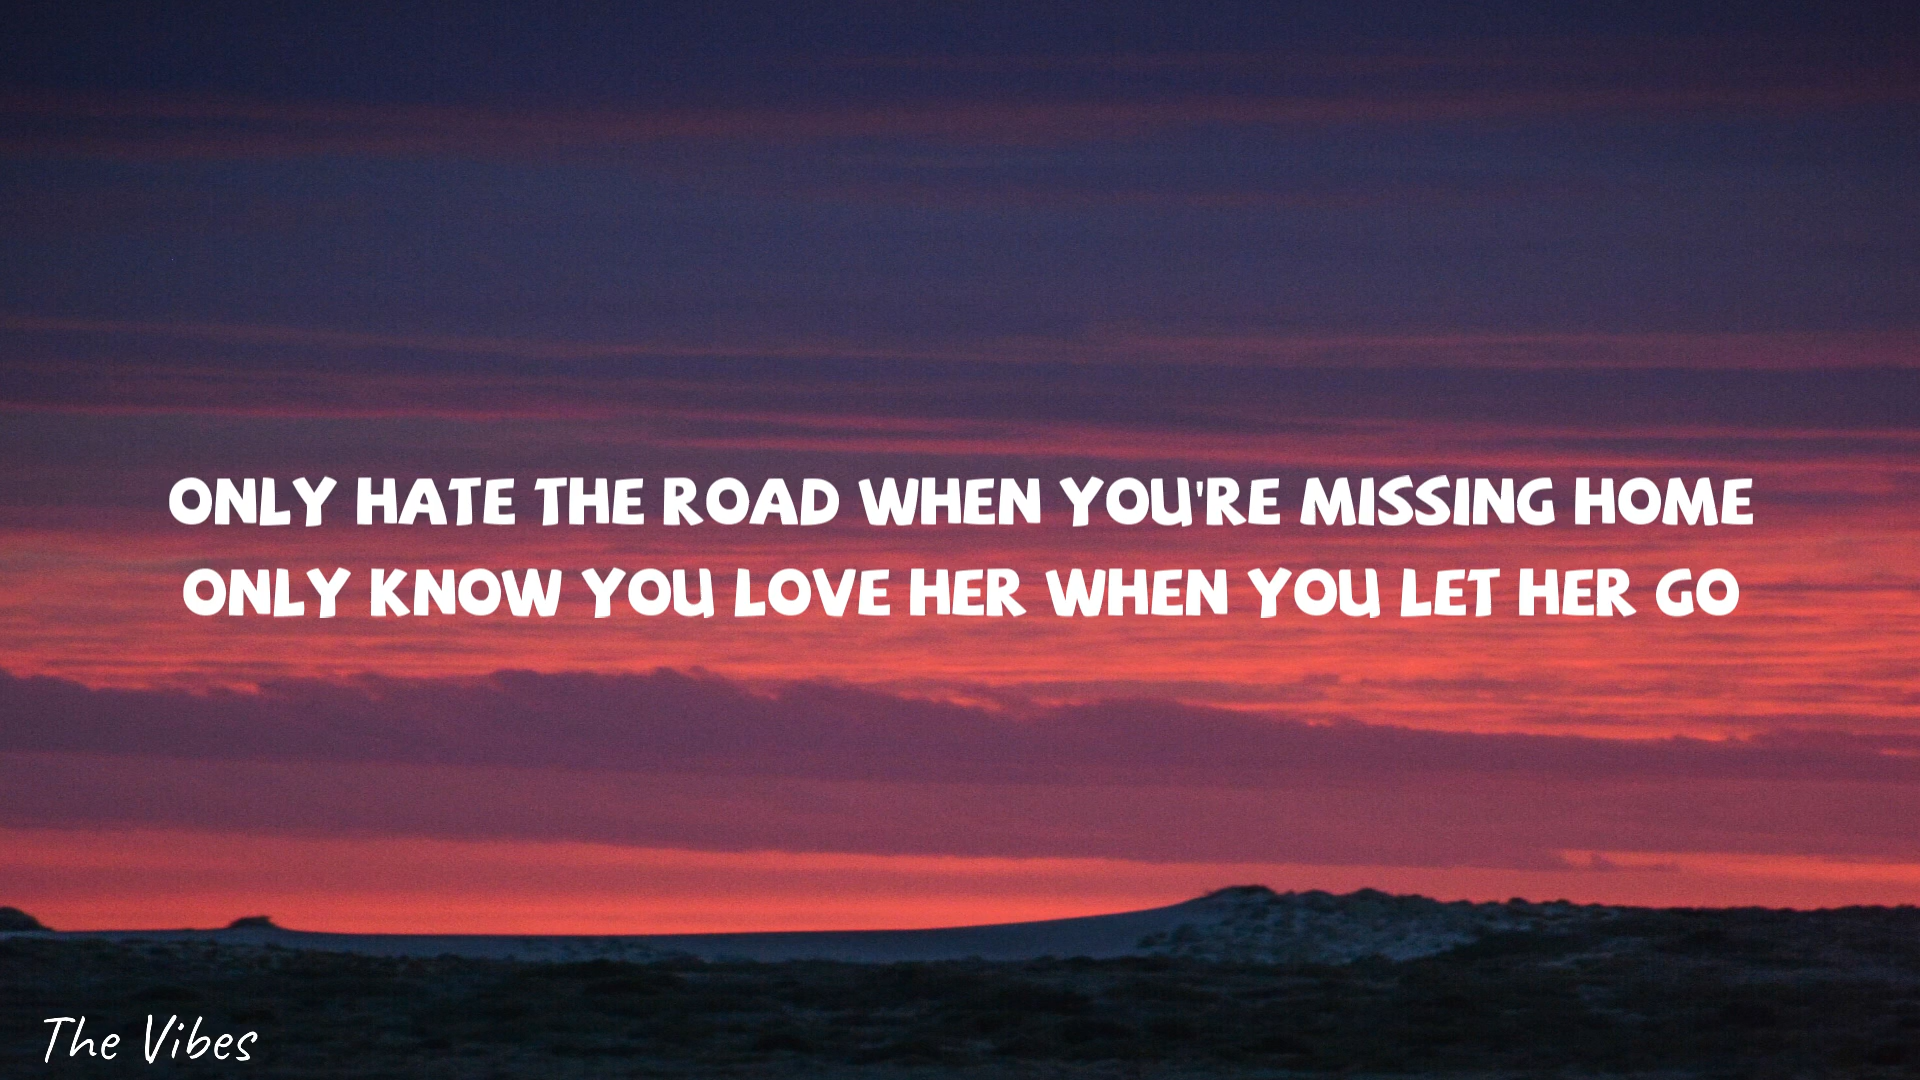 ONLY HATE THE ROAD WHEN YOU'RE MISSING HOME
ONLY KNOW YOU LOVE HER WHEN YOU LET HER GO
The Vibes